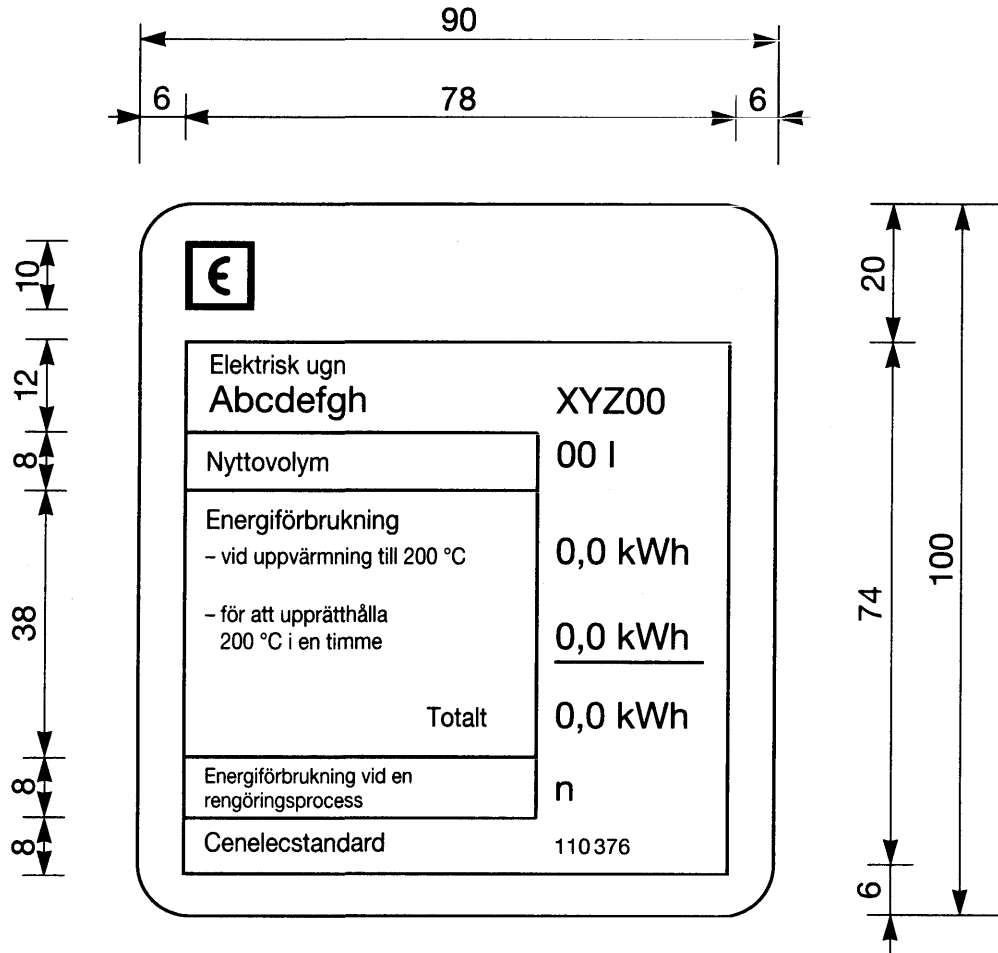 90
6 78 6
10
20
Є
12
Elektrisk ugn
Abcdefgh XYZ00
8
Nyttovolym 00 l
38
Energiförbrukning
– vid uppvärmning till 200 °C 0,0 kWh
– för att upprätthålla
200 °C i en timme 0,0 kWh
74
100
Totalt 0,0 kWh
8
Energiförbrukning vid en
rengöringsprocess n
8
Cenelecstandard 110 376
6